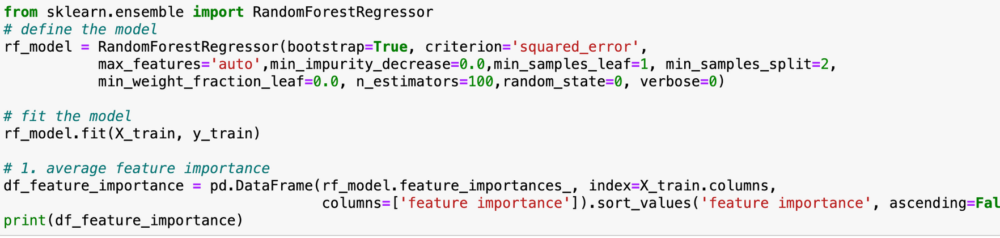 from sklearn.ensemble import RandomForestRegressor
# define the model
rf_model = RandomForestRegressor(bootstrap=True, criterion='squared_error',
           max_features='auto',min_impurity_decrease=0.0,min_samples_leaf=1, min_samples_split=2,
           min_weight_fraction_leaf=0.0, n_estimators=100,random_state=0, verbose=0)
# fit the model
rf_model.fit(X_train, y_train)
# 1. average feature importance
df_feature_importance = pd.DataFrame(rf_model.feature_importances_, index=X_train.columns,
                                     columns=['feature importance']).sort_values('feature importance', ascending=Fal
print(df_feature_importance)